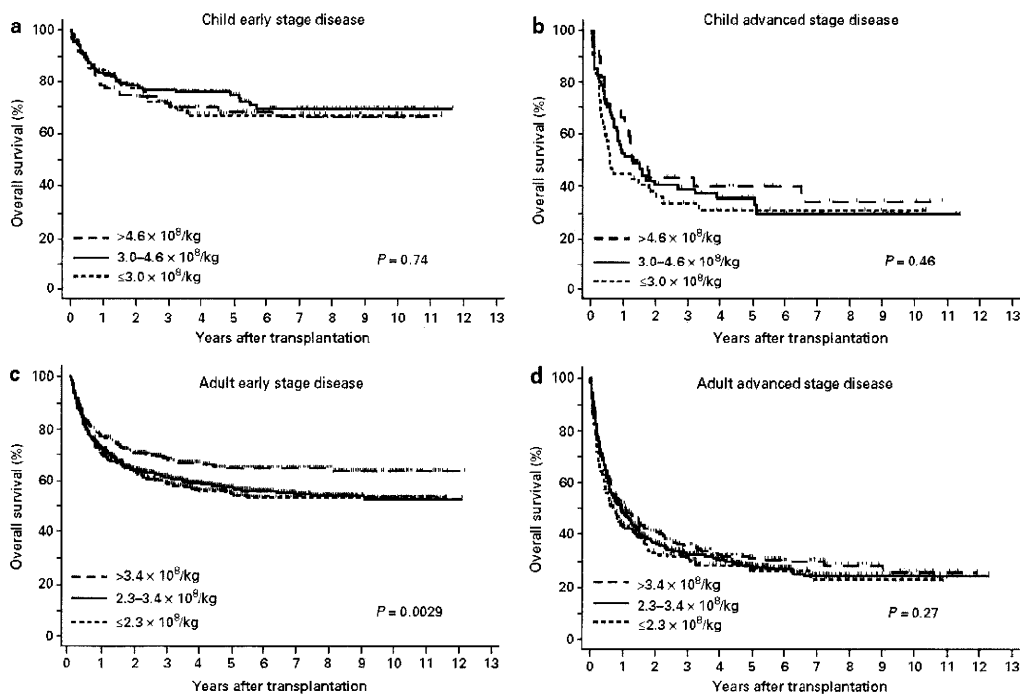 a
Child early stage disease
100
80
60
40
20
0
Overall survival (%)
>4.6 × 10⁸/kg
3.0–4.6 × 10⁸/kg
≤3.0 × 10⁸/kg
P = 0.74
0 1 2 3 4 5 6 7 8 9 10 11 12 13
Years after transplantation
b
Child advanced stage disease
100
80
60
40
20
0
Overall survival (%)
>4.6 × 10⁸/kg
3.0–4.6 × 10⁸/kg
≤3.0 × 10⁸/kg
P = 0.46
0 1 2 3 4 5 6 7 8 9 10 11 12 13
Years after transplantation
c
Adult early stage disease
100
80
60
40
20
0
Overall survival (%)
>3.4 × 10⁸/kg
2.3–3.4 × 10⁸/kg
≤2.3 × 10⁸/kg
P = 0.0029
0 1 2 3 4 5 6 7 8 9 10 11 12 13
Years after transplantation
d
Adult advanced stage disease
100
80
60
40
20
0
Overall survival (%)
>3.4 × 10⁸/kg
2.3–3.4 × 10⁸/kg
≤2.3 × 10⁸/kg
P = 0.27
0 1 2 3 4 5 6 7 8 9 10 11 12 13
Years after transplantation